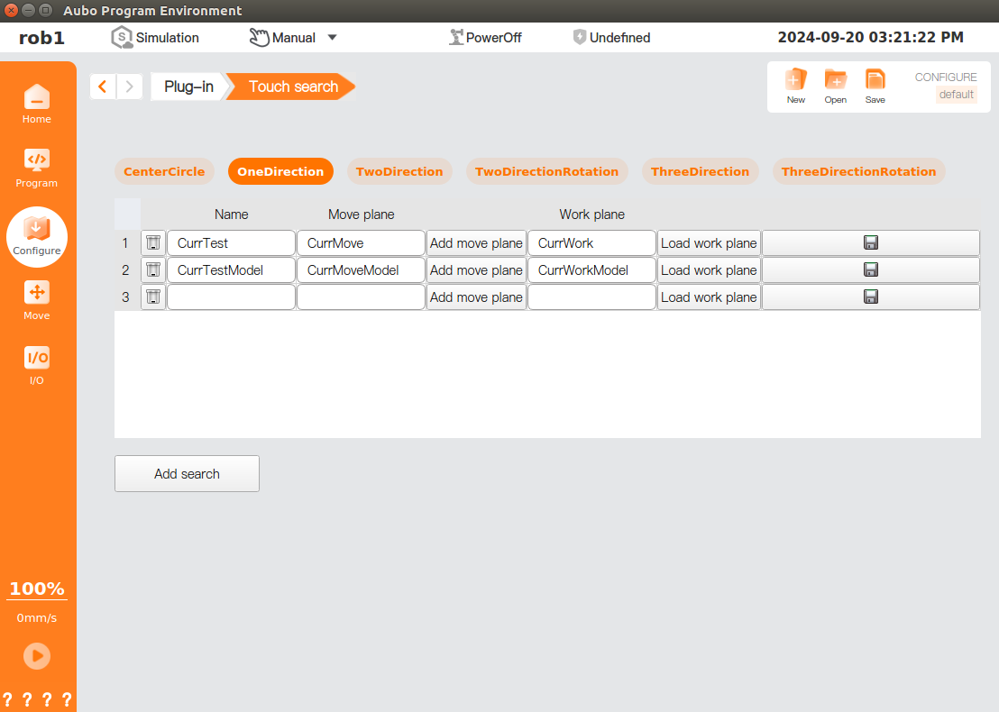 Aubo Program Environment
rob1 Simulation Manual PowerOff Undefined 2024-09-20 03:21:22 PM
Plug-in Touch search
New Open Save
CONFIGURE
default
Home
Program
Configure
Move
I/O
I/O
CenterCircle OneDirection TwoDirection TwoDirectionRotation ThreeDirection ThreeDirectionRotation
Name Move plane Work plane
1 CurrTest CurrMove Add move plane CurrWork Load work plane
2 CurrTestModel CurrMoveModel Add move plane CurrWorkModel Load work plane
3 Add move plane Load work plane
Add search
100%
0mm/s
? ? ? ?